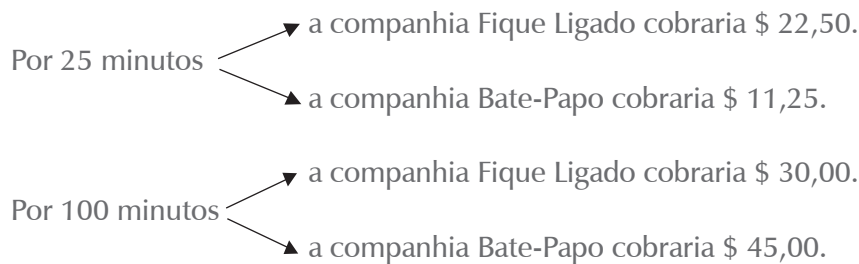 a companhia Fique Ligado cobraria $ 22,50.
Por 25 minutos
a companhia Bate-Papo cobraria $ 11,25.
a companhia Fique Ligado cobraria $ 30,00.
Por 100 minutos
a companhia Bate-Papo cobraria $ 45,00.